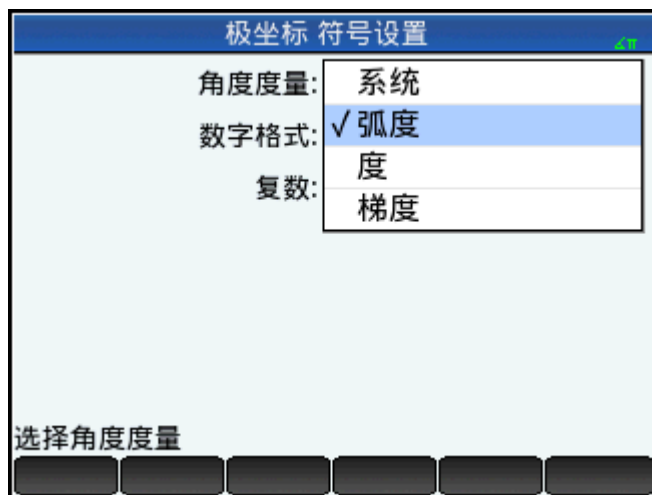 极坐标 符号设置
∡π
角度度量:
系统
数字格式:
√弧度
度
复数:
梯度
选择角度度量